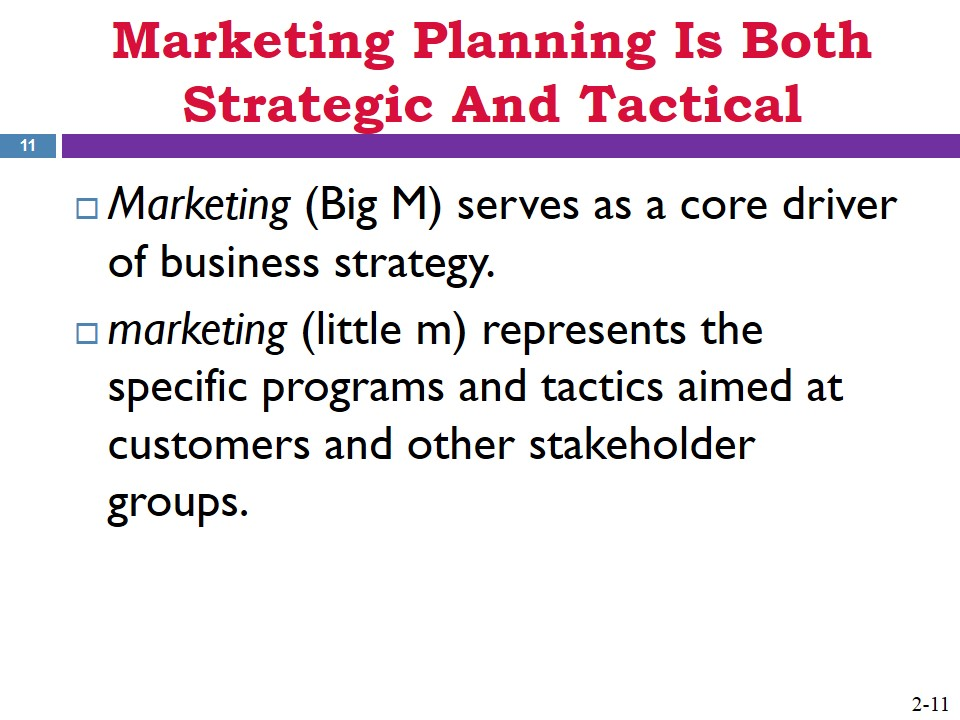 Marketing Planning Is Both
Strategic And Tactical
11
Marketing (Big M) serves as a core driver
of business strategy.
marketing (little m) represents the
specific programs and tactics aimed at
customers and other stakeholder
groups.
2-11